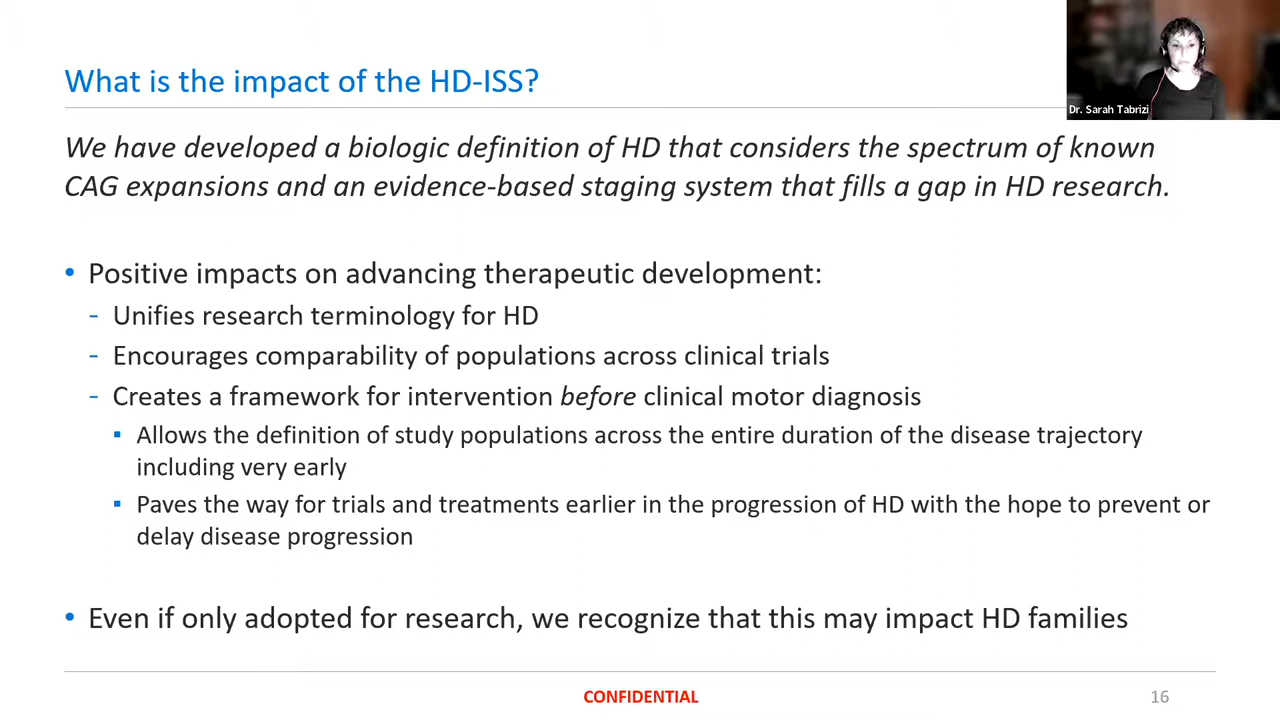 What is the impact of the HD-ISS?
Dr. Sarah Tabrizi
We have developed a biologic definition of HD that considers the spectrum of known
CAG expansions and an evidence-based staging system that fills a gap in HD research.
• Positive impacts on advancing therapeutic development:
- Unifies research terminology for HD
- Encourages comparability of populations across clinical trials
- Creates a framework for intervention before clinical motor diagnosis
▪ Allows the definition of study populations across the entire duration of the disease trajectory
including very early
▪ Paves the way for trials and treatments earlier in the progression of HD with the hope to prevent or
delay disease progression
• Even if only adopted for research, we recognize that this may impact HD families
CONFIDENTIAL
16